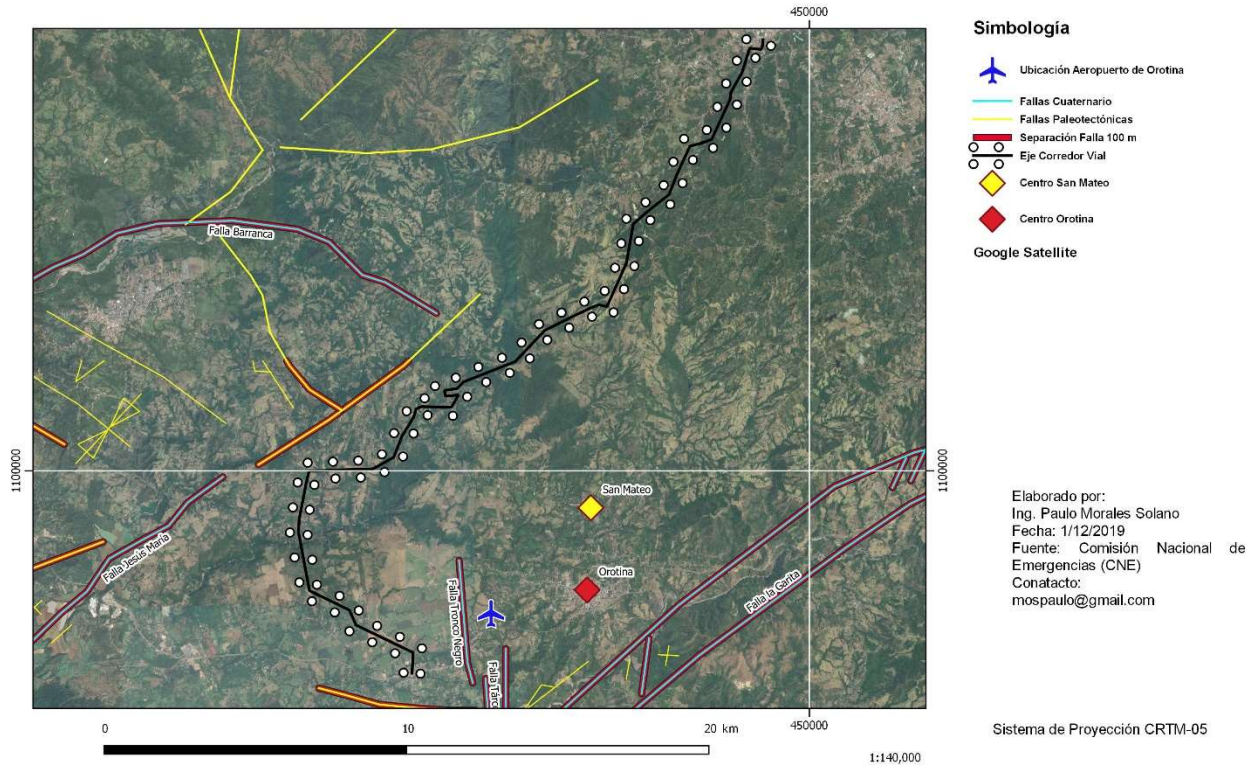 450000
Simbología
Ubicación Aeropuerto de Orotina
Fallas Cuaternario
Fallas Paleotectónicas
Separación Falla 100 m
Eje Corredor Vial
Centro San Mateo
Centro Orotina
Google Satellite
Falla Barranca
1100000
1100000
San Mateo
Falla Jesús María
Orotina
Falla Tronco Negro
Falla la Garita
Falla Tárc
Elaborado por:
Ing. Paulo Morales Solano
Fecha: 1/12/2019
Fuente: Comisión Nacional de
Emergencias (CNE)
Conatacto:
mospaulo@gmail.com
450000
0 10 20 km
1:140,000
Sistema de Proyección CRTM-05